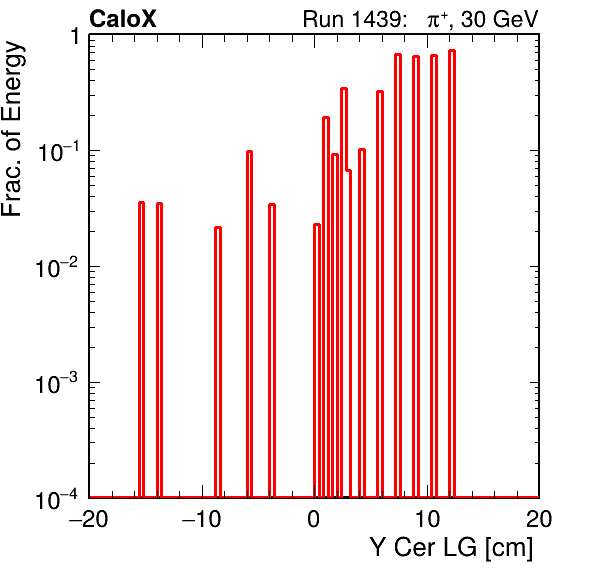 CaloX Run 1439: π⁺, 30 GeV
Frac. of Energy
1
10⁻¹
10⁻²
10⁻³
10⁻⁴
−20 −10 0 10 20
Y Cer LG [cm]